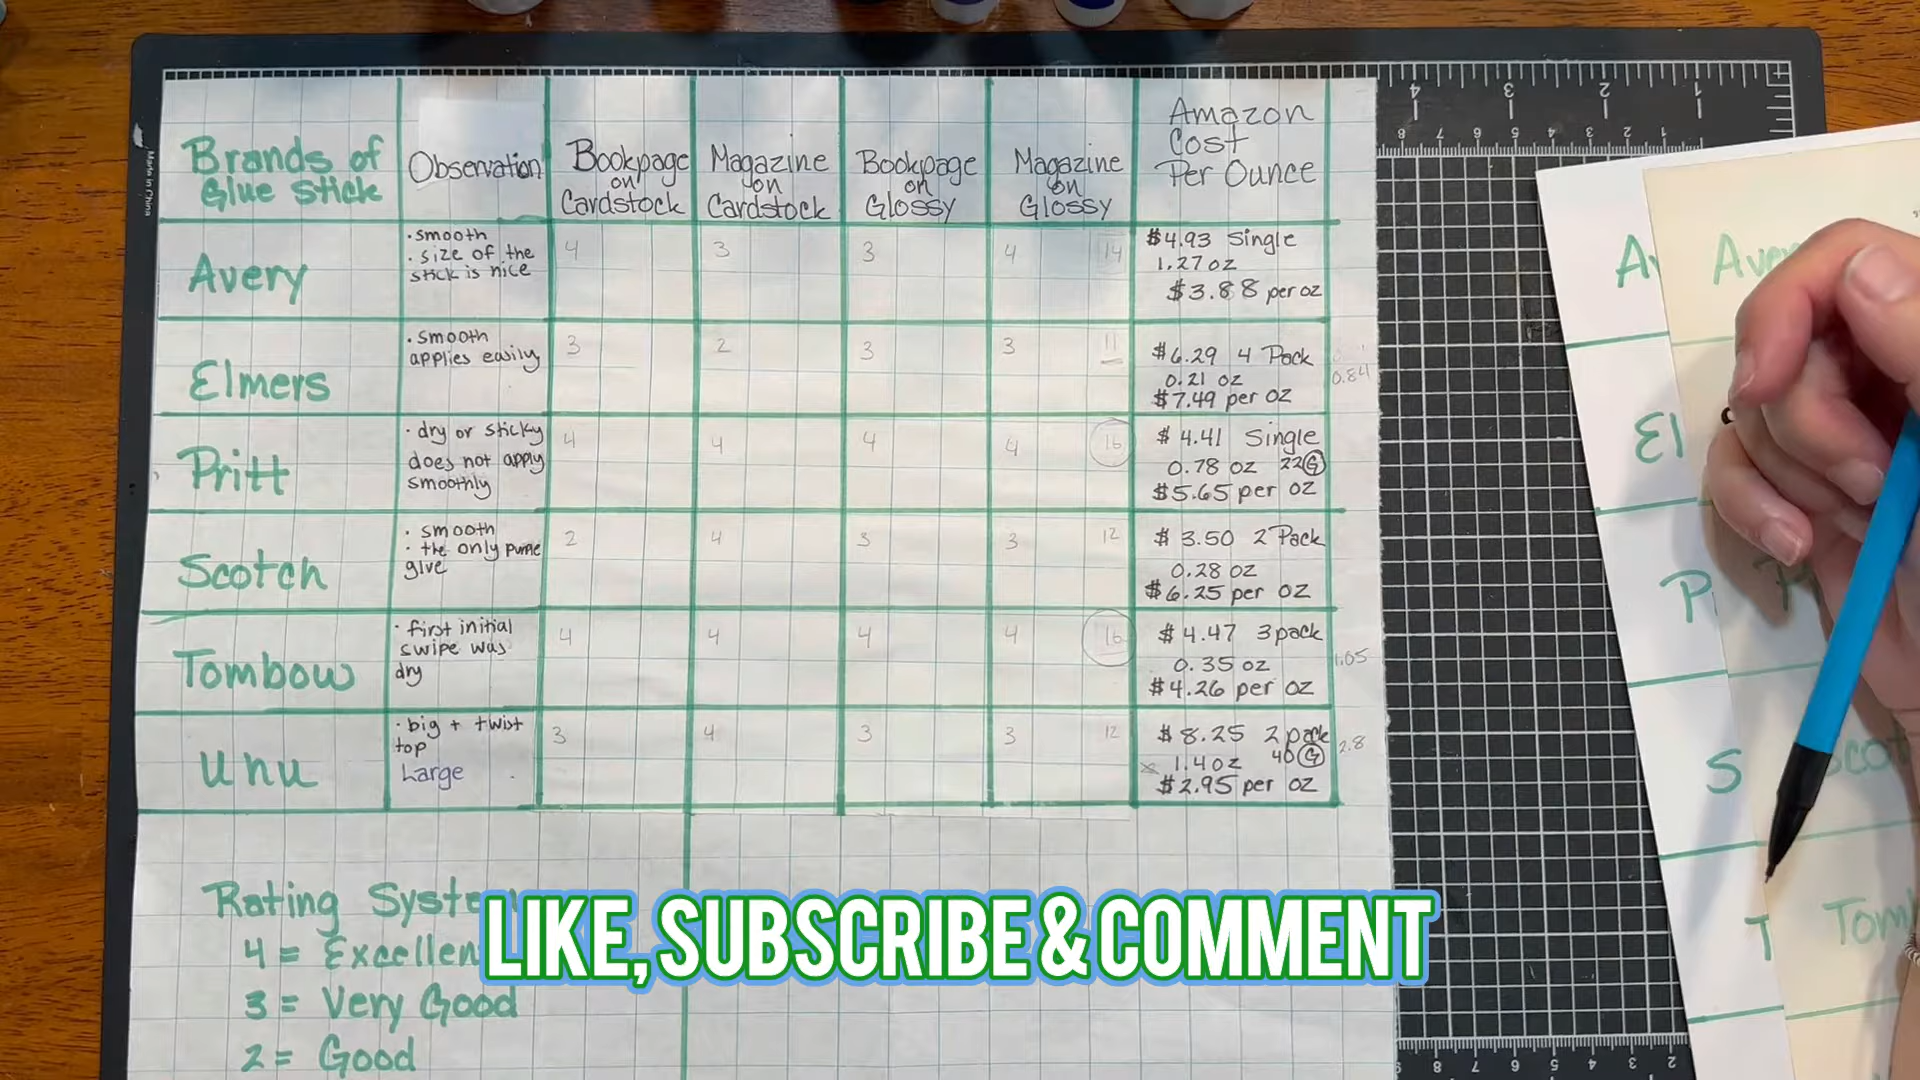 Made in China
Brands of Glue Stick
Observation
Bookpage on Cardstock
Magazine on Cardstock
Bookpage on Glossy
Magazine on Glossy
Amazon Cost Per Ounce
Avery
• smooth
• size of the
stick is nice
4
3
3
4
14
$4.93 Single
1.27 oz
$3.88 per oz
Elmers
• smooth
applies easily
3
2
3
3
11
$6.29 4 Pack
0.21 oz
$7.49 per oz
0.84
Pritt
• dry or sticky
does not apply
smoothly
4
4
4
4
16
$4.41 Single
0.78 oz 22G
$5.65 per oz
Scotch
• smooth
• the only purple
glue
2
4
3
3
12
$3.50 2 Pack
0.28 oz
$6.25 per oz
Tombow
• first initial
swipe was
dry
4
4
4
4
16
$4.47 3 pack
0.35 oz
$4.26 per oz
1.05
Unu
• big + twist
top
Large
3
4
3
3
12
$8.25 2 pack
1.4 oz 40G
$2.95 per oz
2.8
Rating System
4 = Excellent
3 = Very Good
2 = Good
LIKE, SUBSCRIBE & COMMENT